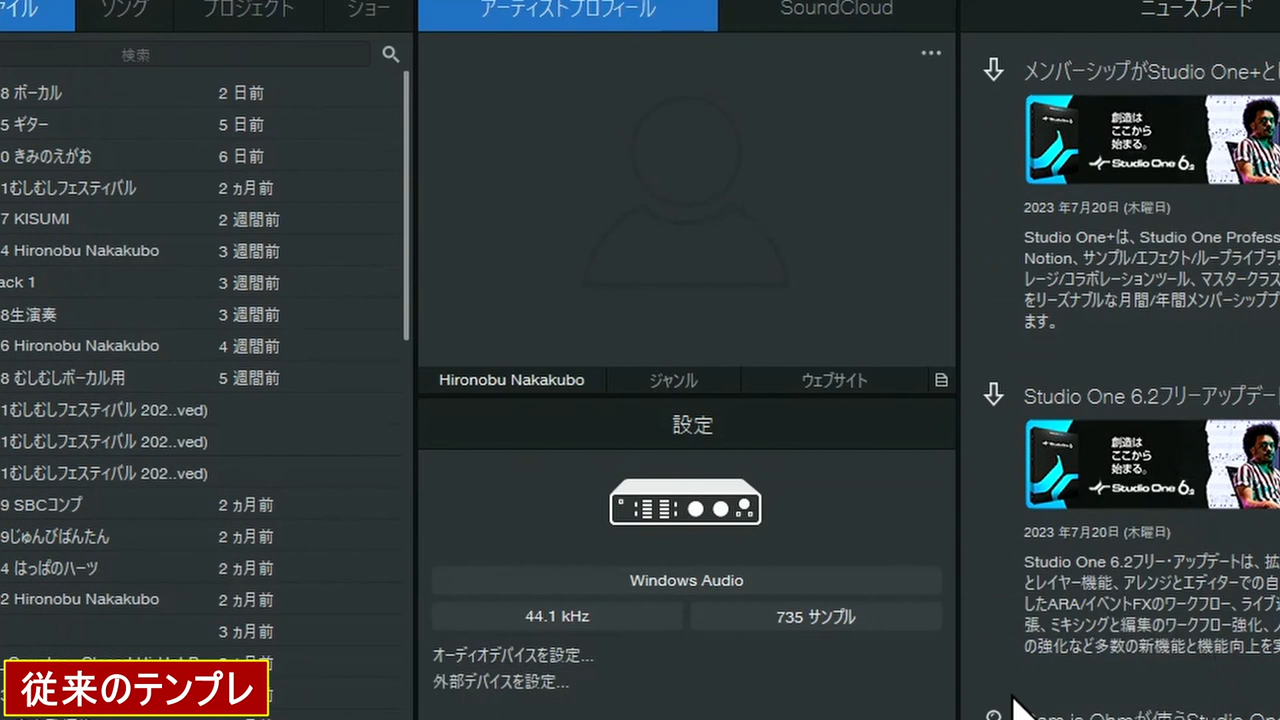 ァイル
ソング
プロジェクト
ショー
検索
8 ボーカル 2 日前
5 ギター 5 日前
0 きみのえがお 6 日前
1むしむしフェスティバル 2 ヵ月前
7 KISUMI 2 週間前
4 Hironobu Nakakubo 3 週間前
ack 1 3 週間前
8生演奏 3 週間前
6 Hironobu Nakakubo 4 週間前
8 むしむしボーカル用 5 週間前
1むしむしフェスティバル 202..ved)
1むしむしフェスティバル 202..ved)
1むしむしフェスティバル 202..ved)
9 SBCコンプ 2 ヵ月前
9じゅんびばんたん 2 ヵ月前
4 はっぱのハーツ 2 ヵ月前
2 Hironobu Nakakubo 2 ヵ月前
3 ヵ月前
従来のテンプレ
アーティストプロフィール
SoundCloud
Hironobu Nakakubo
ジャンル
ウェブサイト
設定
Windows Audio
44.1 kHz
735 サンプル
オーディオデバイスを設定...
外部デバイスを設定...
ニュースフィード
メンバーシップがStudio One+と
創造は
ここから
始まる。
Studio One 6.2
2023 年7月20日 (木曜日)
Studio One+は、Studio One Profess
Notion、サンプル/エフェクト/ループライブラリ
レージ/コラボレーションツール、マスタークラス
をリーズナブルな月間/年間メンバーシッププ
ます。
Studio One 6.2フリーアップデート
創造は
ここから
始まる。
Studio One 6.2
2023 年7月20日 (木曜日)
Studio One 6.2フリー・アップデートは、拡
とレイヤー機能、アレンジとエディターでの自
したARA/イベントFXのワークフロー、ライブ
張、ミキシングと編集のワークフロー強化、
の強化など多数の新機能と機能向上を実